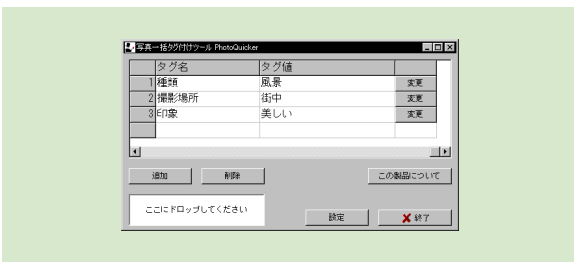 写真一括タグ付けツール PhotoQuicker
タグ名 タグ値
1 種類 風景 変更
2 撮影場所 街中 変更
3 印象 美しい 変更
追加 削除 この製品について
ここにドロップしてください
設定 終了